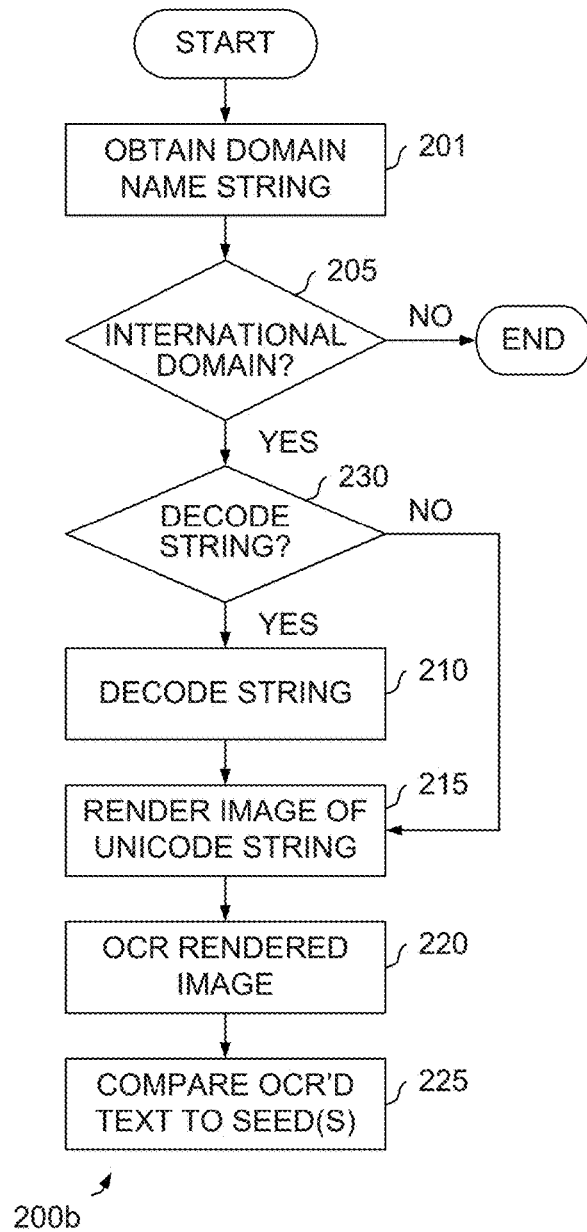 START
OBTAIN DOMAIN
NAME STRING
201
205
INTERNATIONAL
DOMAIN?
NO
END
YES
230
DECODE
STRING?
NO
YES
DECODE STRING
210
RENDER IMAGE OF
UNICODE STRING
215
OCR RENDERED
IMAGE
220
COMPARE OCR'D
TEXT TO SEED(S)
225
200b